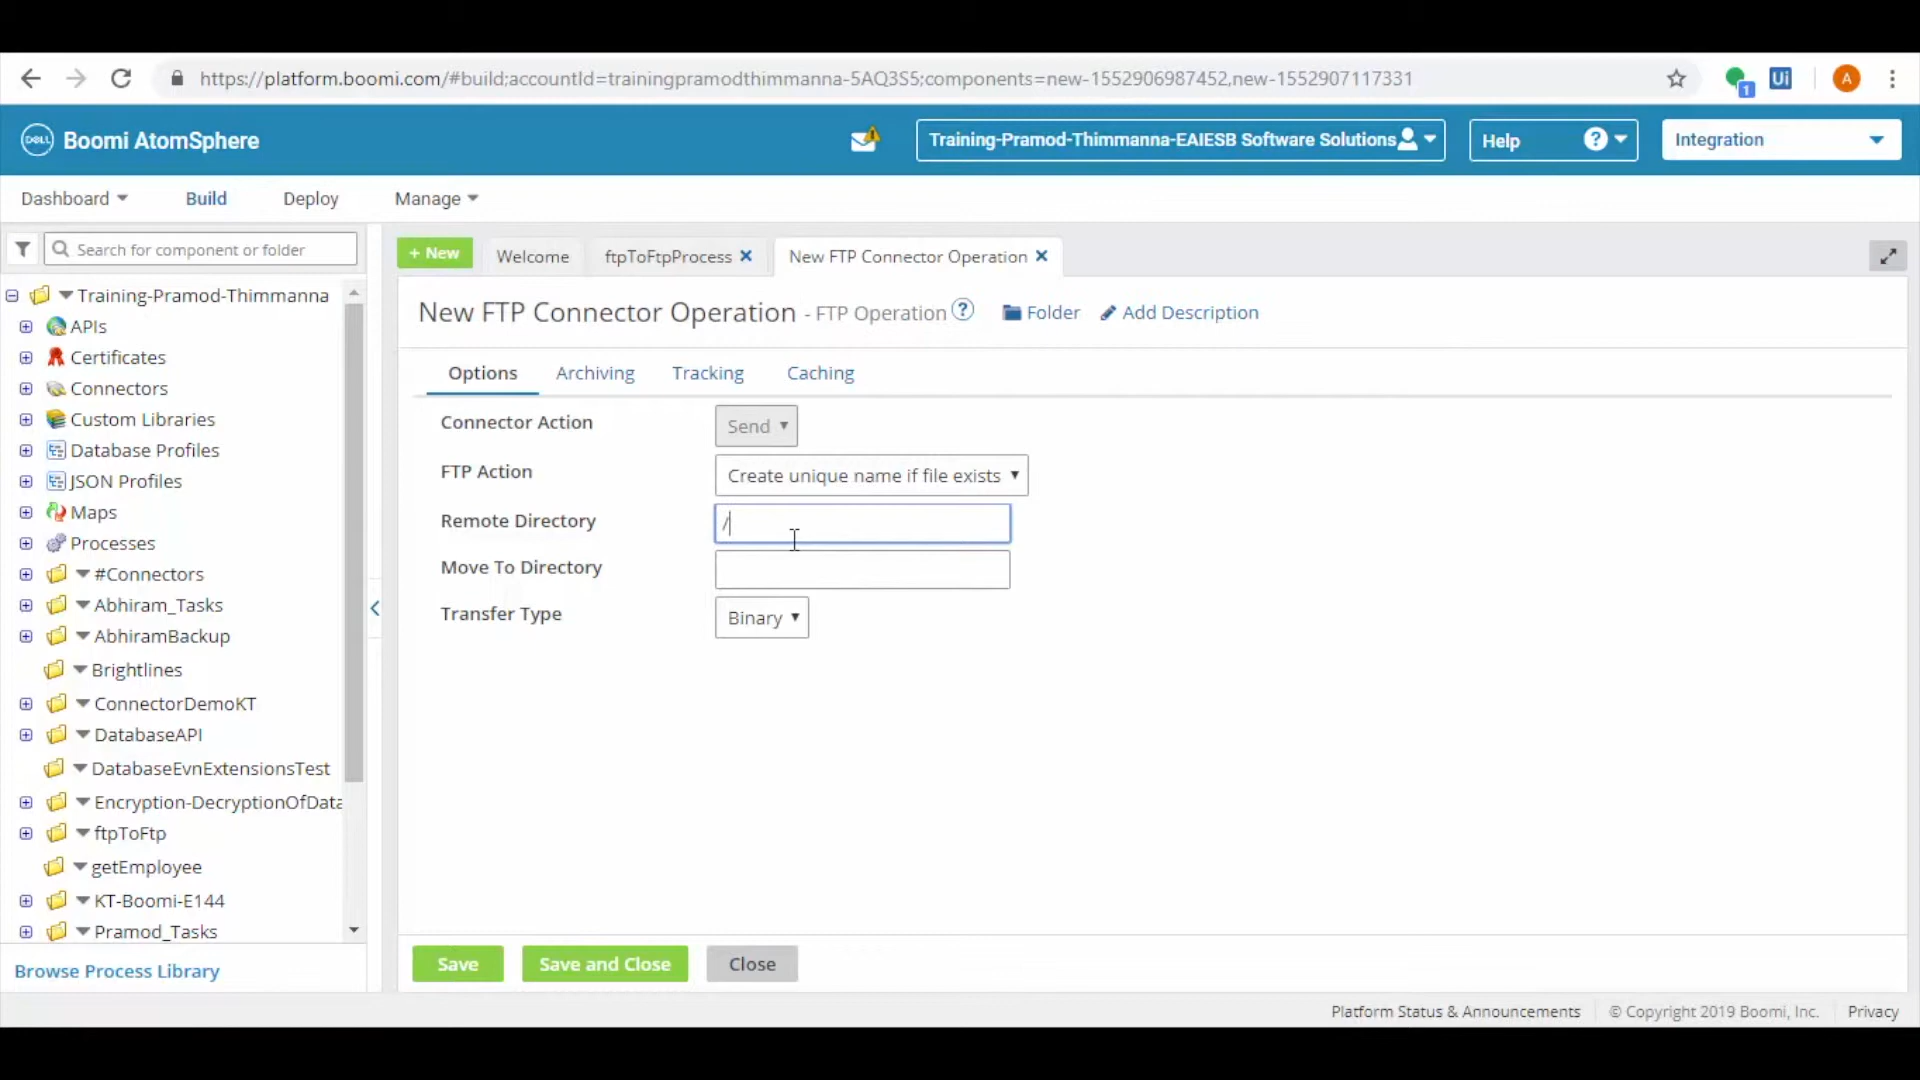 https://platform.boomi.com/#build;accountId=trainingpramodthimmanna-5AQ3S5;components=new-1552906987452,new-1552907117331
1
Ui
A
DELL
Boomi AtomSphere
Training-Pramod-Thimmanna-EAIESB Software Solutions
Help
?
Integration
Dashboard
Build
Deploy
Manage
Search for component or folder
+ New
Welcome
ftpToFtpProcess
New FTP Connector Operation
Training-Pramod-Thimmanna
APIs
Certificates
Connectors
Custom Libraries
Database Profiles
JSON Profiles
Maps
Processes
#Connectors
Abhiram_Tasks
AbhiramBackup
Brightlines
ConnectorDemoKT
DatabaseAPI
DatabaseEvnExtensionsTest
Encryption-DecryptionOfData
ftpToFtp
getEmployee
KT-Boomi-E144
Pramod_Tasks
Browse Process Library
New FTP Connector Operation - FTP Operation ?
Folder
Add Description
Options
Archiving
Tracking
Caching
Connector Action
Send
FTP Action
Create unique name if file exists
Remote Directory
/
Move To Directory
Transfer Type
Binary
Save
Save and Close
Close
Platform Status & Announcements
© Copyright 2019 Boomi, Inc.
Privacy